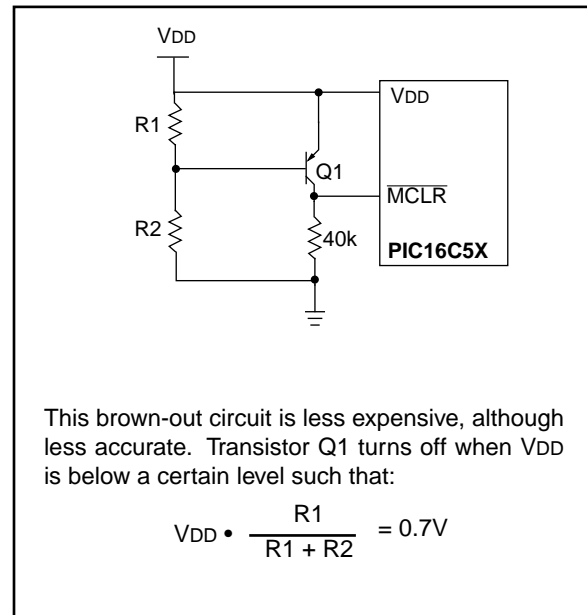 VDD
VDD
R1
Q1
MCLR
R2
40k
PIC16C5X
This brown-out circuit is less expensive, although
less accurate. Transistor Q1 turns off when VDD
is below a certain level such that:
VDD • R1 / R1 + R2 = 0.7V